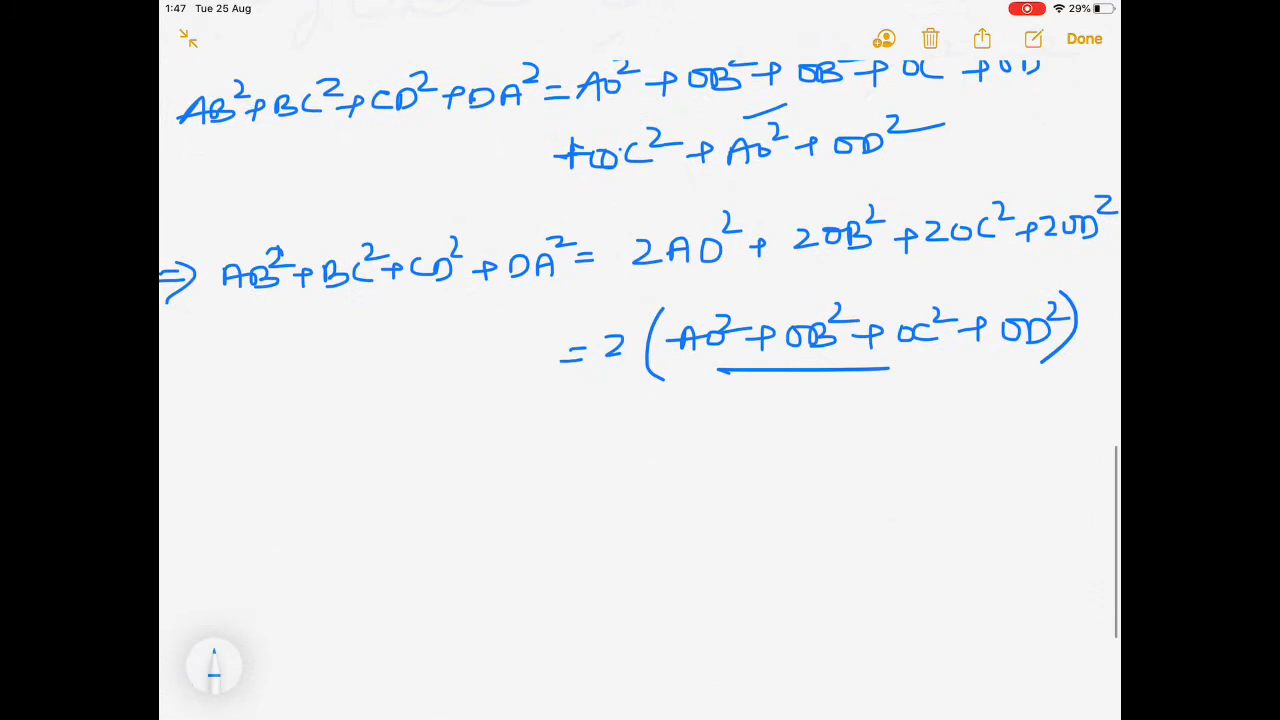 1:47 Tue 25 Aug 29%
Done
AB²+BC²+CD²+DA²=AO²+OB²+OB²+OC²+OD²
+OC²+AO²+OD²
⇒ AB²+BC²+CD²+DA²= 2AO²+ 2OB²+2OC²+2OD²
= 2(AO²+OB²+OC²+OD²)